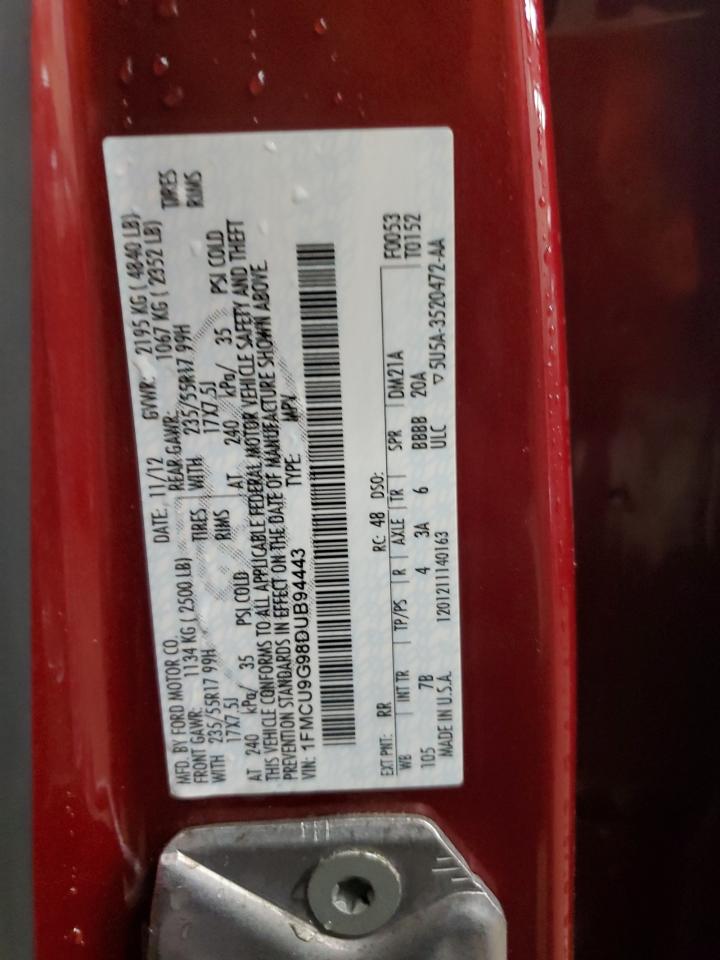 MFD. BY FORD MOTOR CO. DATE: 11/12 GVWR: 2195 KG ( 4840 LB)
FRONT GAWR: 1134 KG ( 2500 LB) REAR GAWR: 1067 KG ( 2352 LB)
WITH 235/55R17 99H TIRES WITH 235/55R17 99H TIRES
17X7.5J RIMS 17X7.5J RIMS
AT 240 kPa/ 35 PSI COLD AT 240 kPa/ 35 PSI COLD
THIS VEHICLE CONFORMS TO ALL APPLICABLE FEDERAL MOTOR VEHICLE SAFETY AND THEFT
PREVENTION STANDARDS IN EFFECT ON THE DATE OF MANUFACTURE SHOWN ABOVE.
VIN: 1FMCU9G98DUB94443 TYPE: MPV
EXT PNT: RR RC: 48 DSO: F0053
WB INT TR TP/PS R AXLE TR SPR DM21A T0152
105 7B 4 3A 6 BBBB 20A
MADE IN U.S.A. 1201211140163 ULC ▽5U5A-3520472-AA